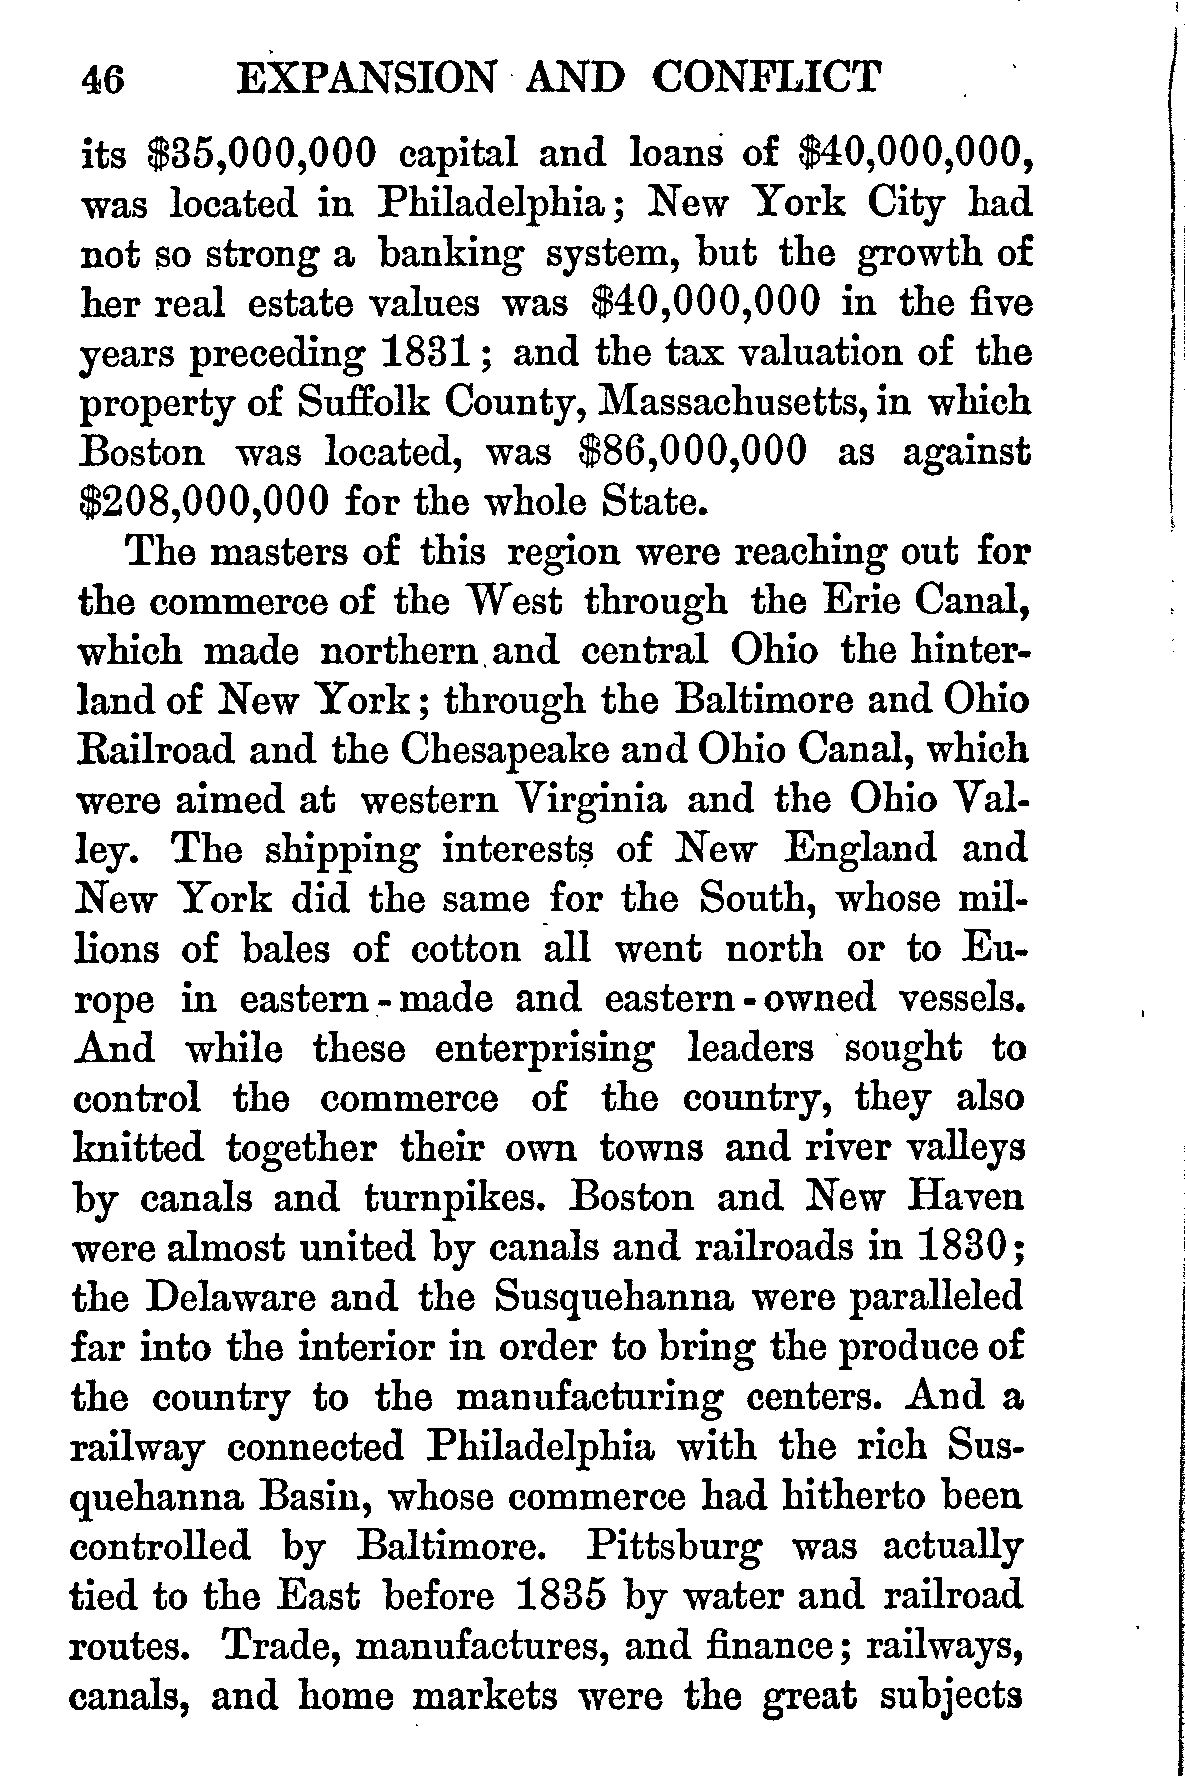 46 EXPANSION AND CONFLICT
its $35,000,000 capital and loans of $40,000,000,
was located in Philadelphia; New York City had
not so strong a banking system, but the growth of
her real estate values was $40,000,000 in the five
years preceding 1831; and the tax valuation of the
property of Suffolk County, Massachusetts, in which
Boston was located, was $86,000,000 as against
$208,000,000 for the whole State.
The masters of this region were reaching out for
the commerce of the West through the Erie Canal,
which made northern and central Ohio the hinter-
land of New York; through the Baltimore and Ohio
Railroad and the Chesapeake and Ohio Canal, which
were aimed at western Virginia and the Ohio Val-
ley. The shipping interests of New England and
New York did the same for the South, whose mil-
lions of bales of cotton all went north or to Eu-
rope in eastern-made and eastern-owned vessels.
And while these enterprising leaders sought to
control the commerce of the country, they also
knitted together their own towns and river valleys
by canals and turnpikes. Boston and New Haven
were almost united by canals and railroads in 1830;
the Delaware and the Susquehanna were paralleled
far into the interior in order to bring the produce of
the country to the manufacturing centers. And a
railway connected Philadelphia with the rich Sus-
quehanna Basin, whose commerce had hitherto been
controlled by Baltimore. Pittsburg was actually
tied to the East before 1835 by water and railroad
routes. Trade, manufactures, and finance; railways,
canals, and home markets were the great subjects